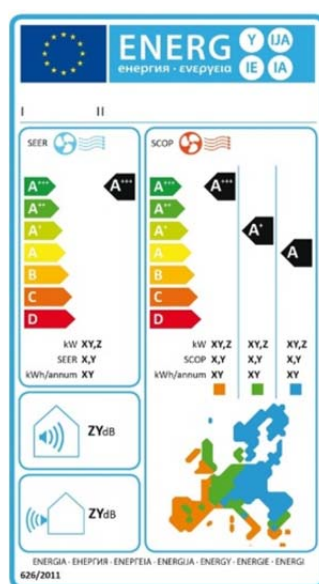 ENERG Y IJA IE IA
енергия · ενεργεια
I II
SEER
SCOP
A+++ A+++
A++
A+
A
B
C
D
A+++ A+++
A++
A+ A+
A A
B
C
D
kW XY,Z
SEER X,Y
kWh/annum XY
kW XY,Z XY,Z XY,Z
SCOP X,Y X,Y X,Y
kWh/annum XY XY XY
ZYdB
ZYdB
ENERGIA · ЕНЕРГИЯ · ΕΝΕΡΓΕΙΑ · ENERGIJA · ENERGY · ENERGIE · ENERGI
626/2011